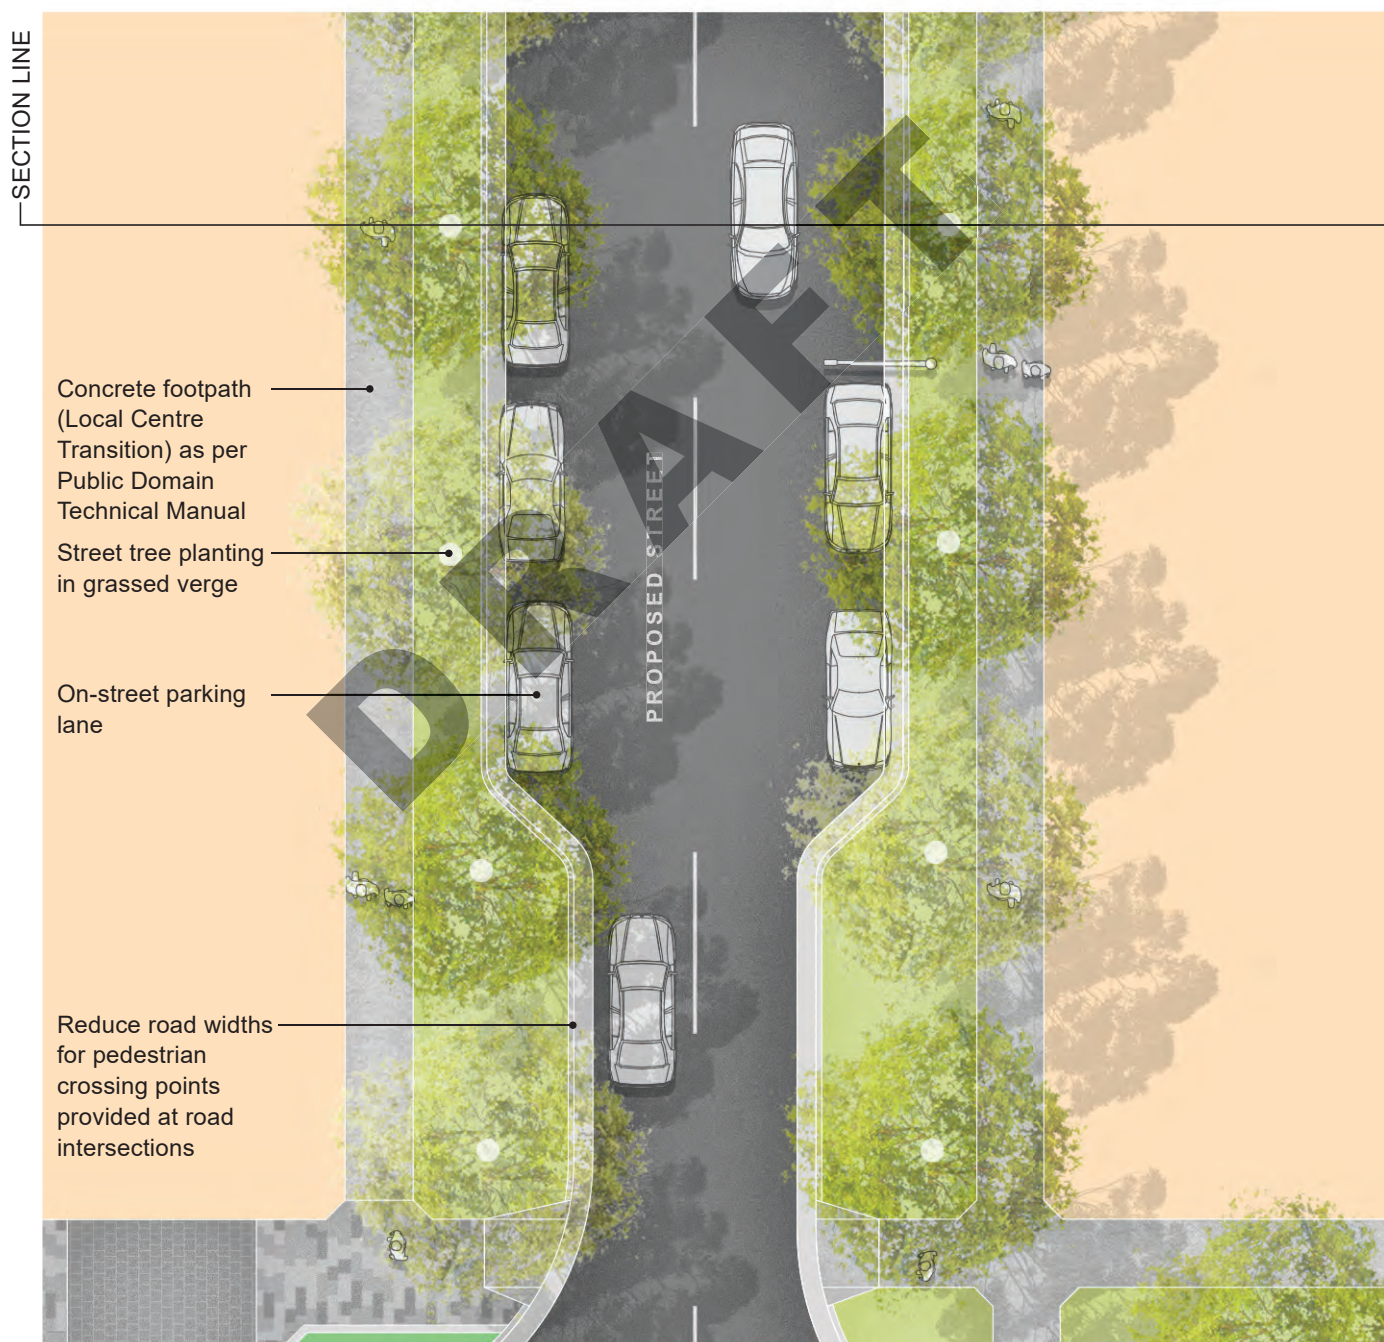 SECTION LINE
DRAFT
Concrete footpath
(Local Centre
Transition) as per
Public Domain
Technical Manual
Street tree planting
in grassed verge
PROPOSED STREET
On-street parking
lane
Reduce road widths
for pedestrian
crossing points
provided at road
intersections